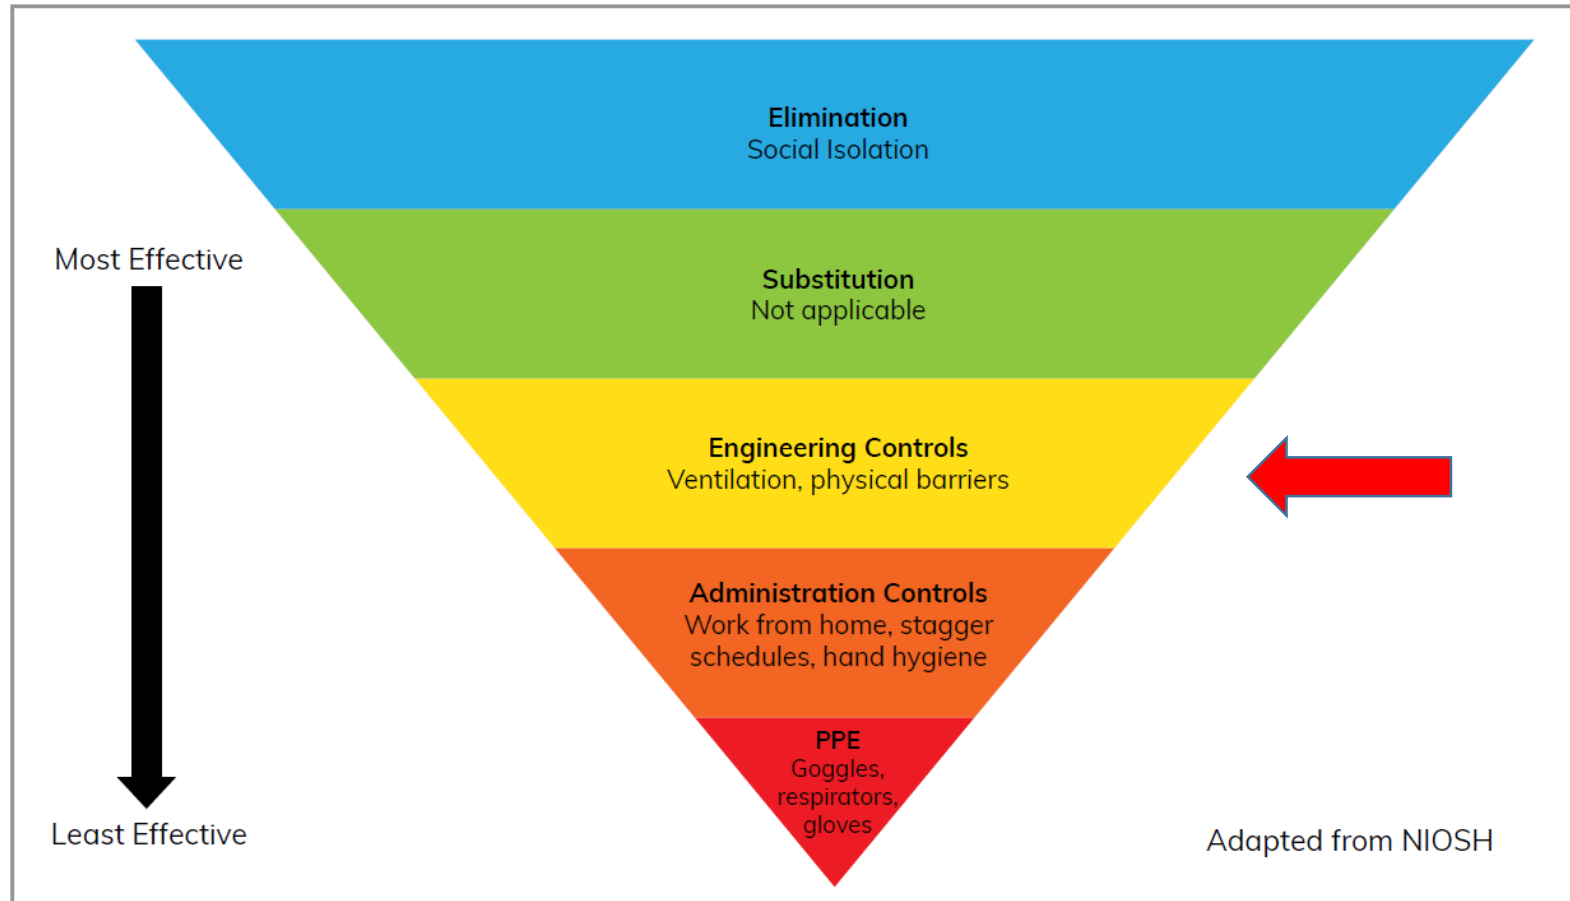 Elimination
Social Isolation
Most Effective
Substitution
Not applicable
Engineering Controls
Ventilation, physical barriers
Administration Controls
Work from home, stagger
schedules, hand hygiene
PPE
Goggles,
respirators,
gloves
Least Effective
Adapted from NIOSH